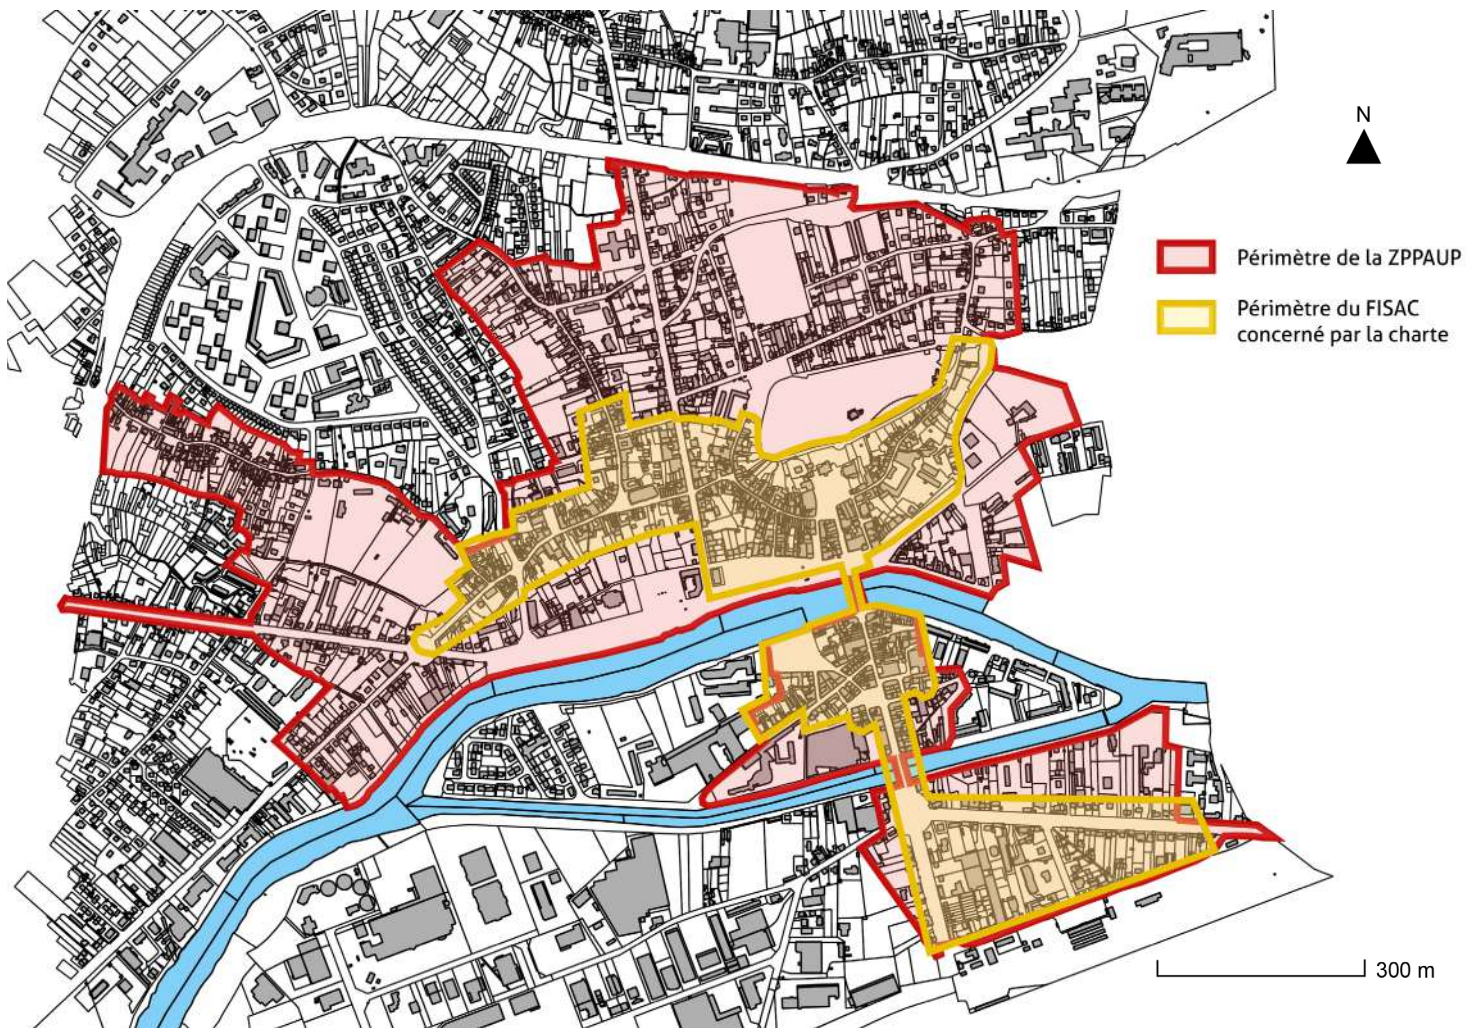 N
Périmètre de la ZPPAUP
Périmètre du FISAC
concerné par la charte
300 m